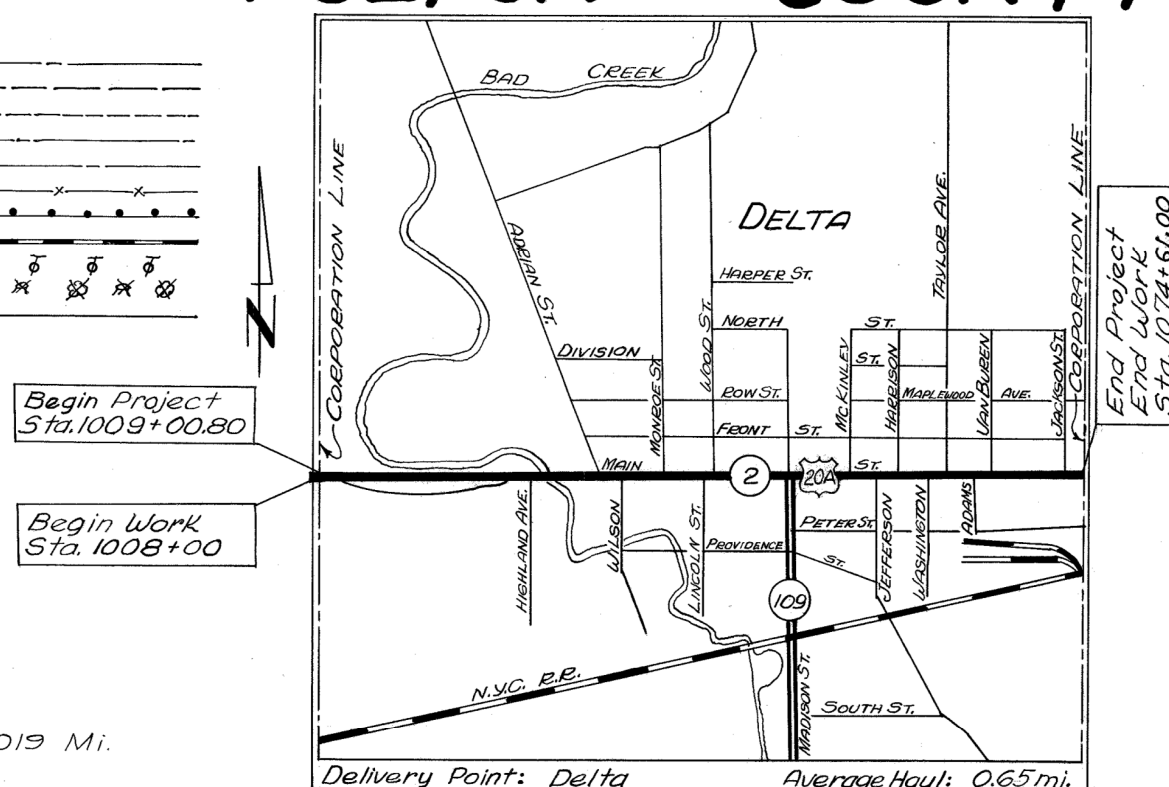 BAD CREEK
CORPORATION LINE
CORPORATION LINE
DELTA
ADRIAN ST.
TAYLOR AVE.
HARPER ST.
NORTH ST.
WOOD ST.
DIVISION
MONROE ST.
ST.
MCKINLEY
HARRISON
VAN BUREN
JACKSON ST.
ROW ST.
MAPLEWOOD AVE.
FRONT ST.
N
Begin Project
Sta. 1009+00.80
End Project
End Work
Sta. 1074+61.00
MAIN ST.
2
20A
Begin Work
Sta. 1008+00
HIGHLAND AVE.
WILSON
LINCOLN ST.
PETER ST.
PROVIDENCE ST.
JEFFERSON
WASHINGTON
ADAMS
109
N.Y.C. R.R.
MADISON ST.
SOUTH ST.
019 Mi.
Delivery Point: Delta Average Haul: 0.65 mi.